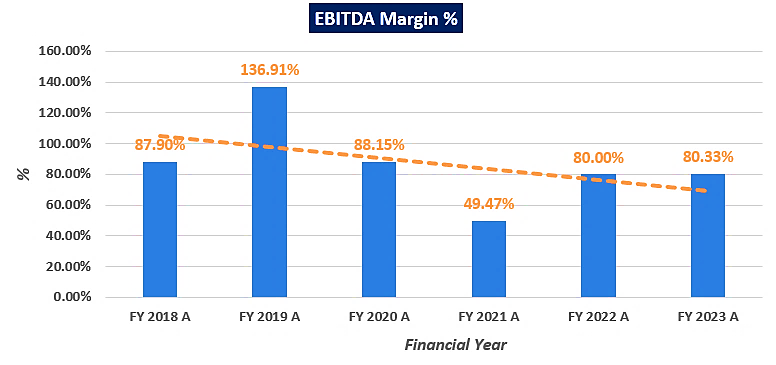 EBITDA Margin %
160.00%
140.00%
120.00%
100.00%
80.00%
60.00%
40.00%
20.00%
0.00%
%
87.90%
136.91%
88.15%
49.47%
80.00%
80.33%
FY 2018 A
FY 2019 A
FY 2020 A
FY 2021 A
FY 2022 A
FY 2023 A
Financial Year